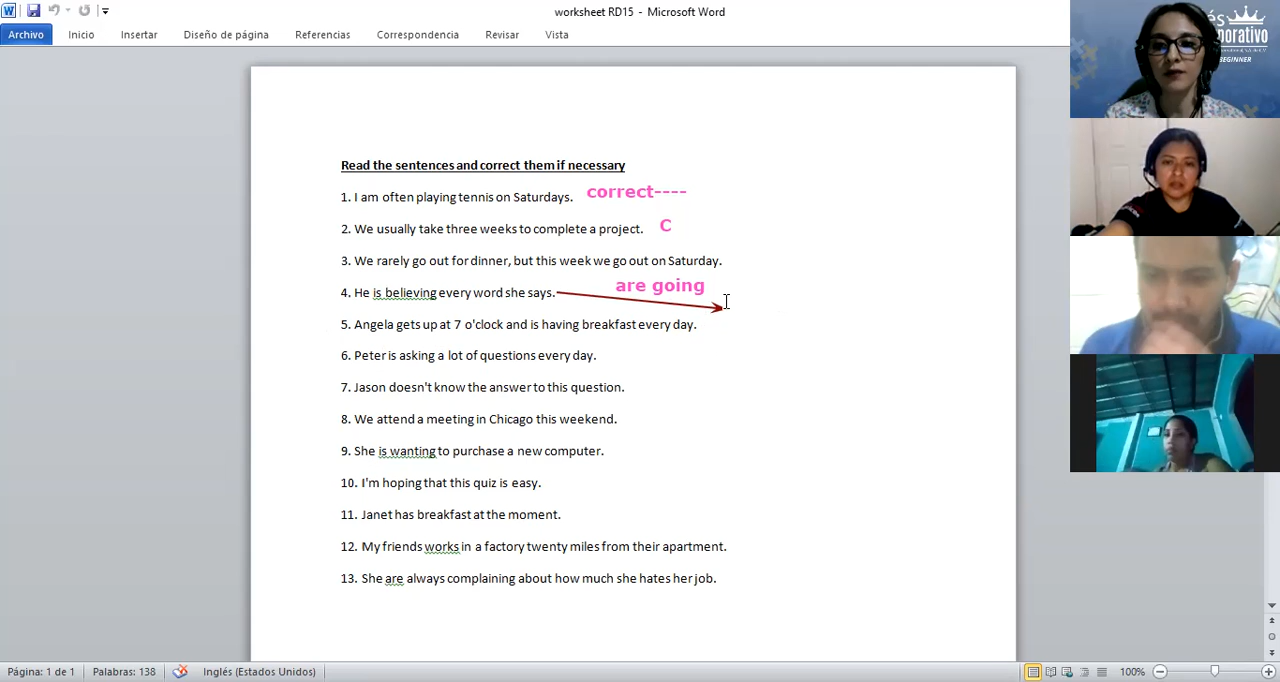 worksheet RD15 - Microsoft Word
Archivo Inicio Insertar Diseño de página Referencias Correspondencia Revisar Vista
és
porativo
BEGINNER
Read the sentences and correct them if necessary
1. I am often playing tennis on Saturdays. correct----
2. We usually take three weeks to complete a project. C
3. We rarely go out for dinner, but this week we go out on Saturday.
are going
4. He is believing every word she says.
5. Angela gets up at 7 o'clock and is having breakfast every day.
6. Peter is asking a lot of questions every day.
7. Jason doesn't know the answer to this question.
8. We attend a meeting in Chicago this weekend.
9. She is wanting to purchase a new computer.
10. I'm hoping that this quiz is easy.
11. Janet has breakfast at the moment.
12. My friends works in a factory twenty miles from their apartment.
13. She are always complaining about how much she hates her job.
Página: 1 de 1 Palabras: 138 Inglés (Estados Unidos) 100%